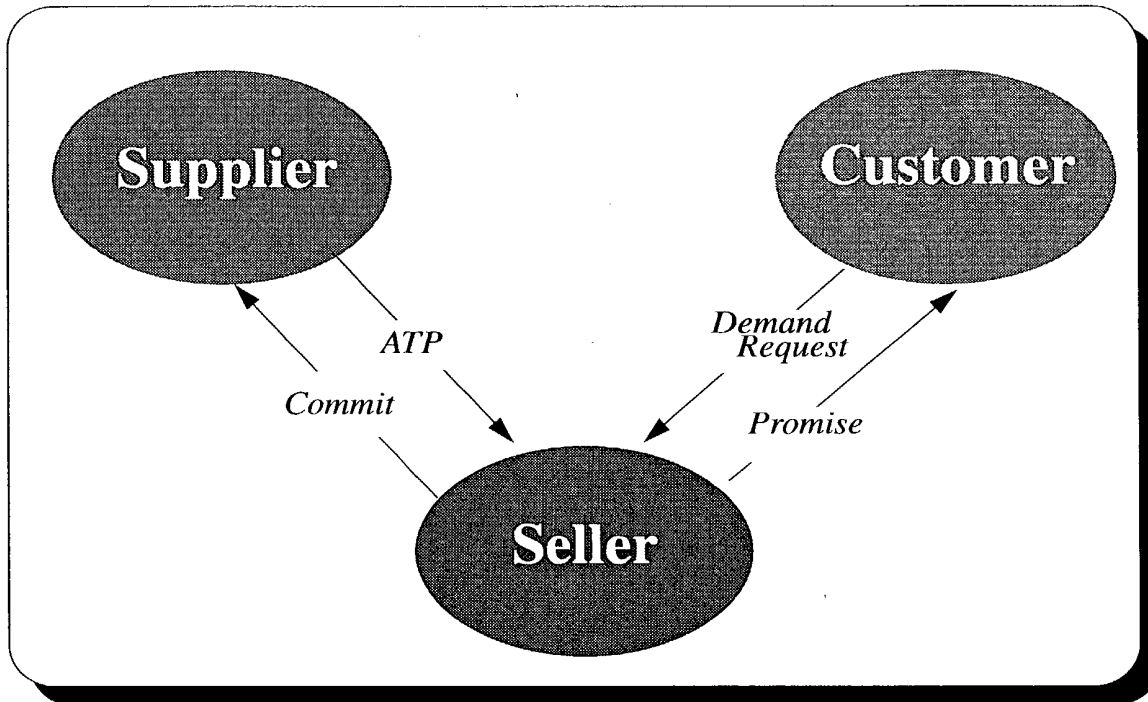 Supplier
Customer
ATP
Demand
Request
Commit
Promise
Seller